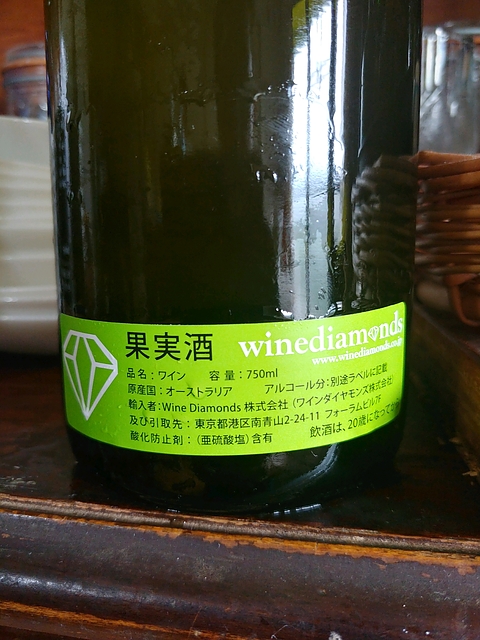 果実酒 winediamonds
www.winediamonds.co.jp
品名：ワイン 容量：750ml
原産国：オーストラリア アルコール分：別途ラベルに記載
輸入者：Wine Diamonds 株式会社（ワインダイヤモンズ株式会社）
及び引取先：東京都港区南青山2-24-11 フォーラムビル7F
酸化防止剤：（亜硫酸塩）含有 飲酒は、20歳になってか